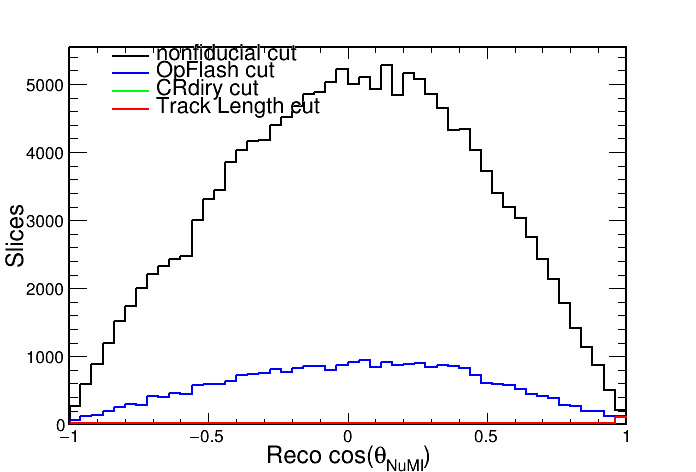 nonfiducial cut
OpFlash cut
CRdiry cut
Track Length cut
5000
4000
3000
2000
1000
0
Slices
−1
−0.5
0
0.5
1
Reco cos(θNuMI)